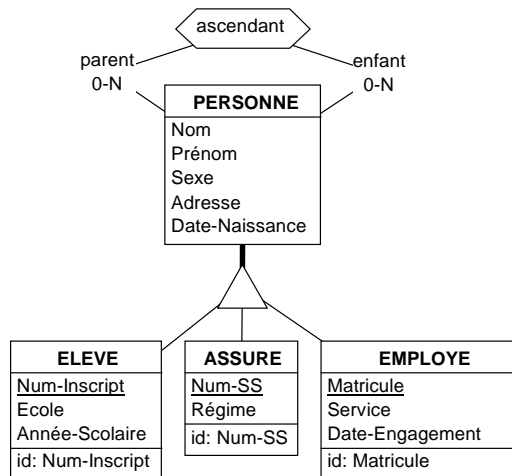 ascendant
parent
0-N
enfant
0-N
PERSONNE
Nom
Prénom
Sexe
Adresse
Date-Naissance
ELEVE
Num-Inscript
Ecole
Année-Scolaire
id: Num-Inscript
ASSURE
Num-SS
Régime
id: Num-SS
EMPLOYE
Matricule
Service
Date-Engagement
id: Matricule